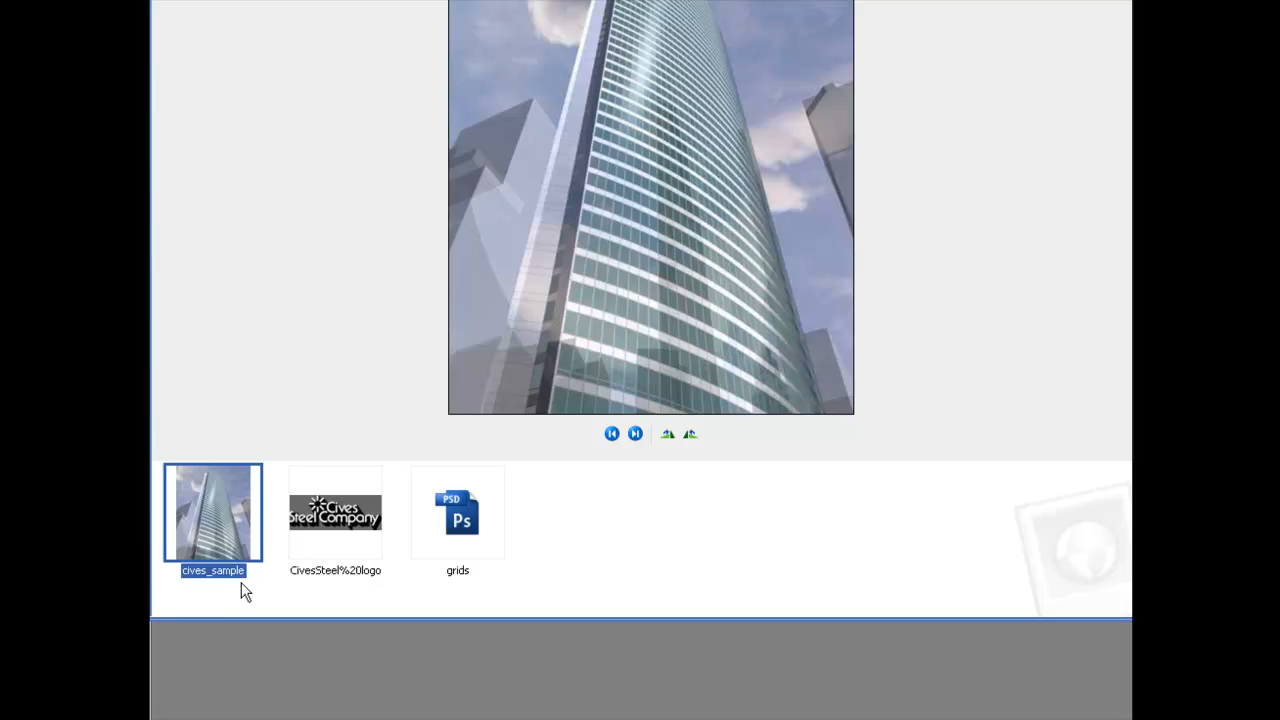 Cives
Steel Company
PSD
Ps
cives_sample
CivesSteel%20logo
grids